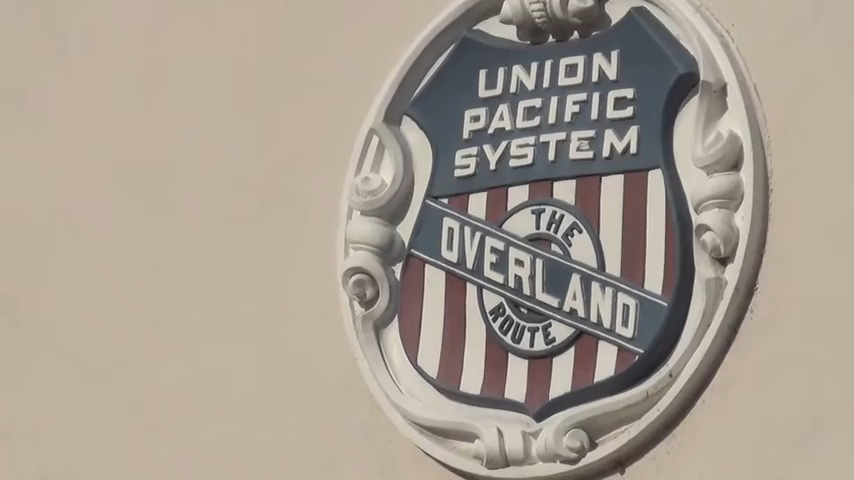 UNION
PACIFIC
SYSTEM
THE
OVERLAND
ROUTE